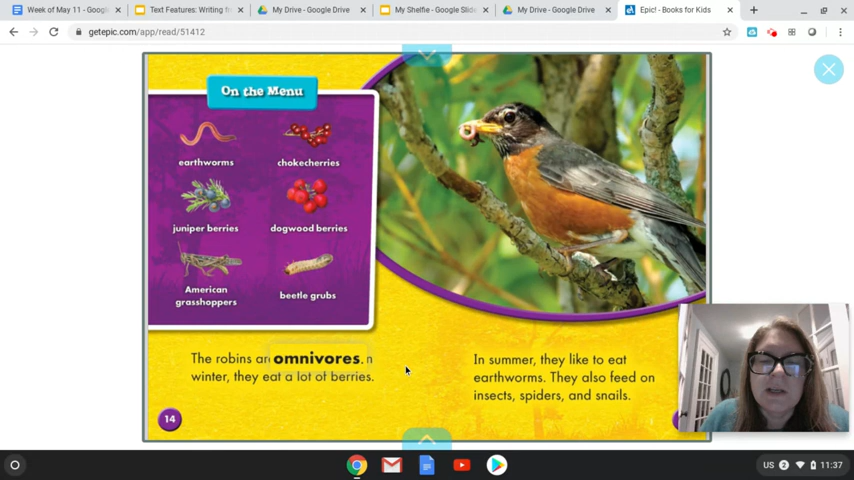 Week of May 11 - Googl
Text Features: Writing fr
My Drive - Google Drive
My Shelfie - Google Slide
My Drive - Google Drive
Epic! - Books for Kids
getepic.com/app/read/51412
On the Menu
earthworms
chokecherries
juniper berries
dogwood berries
American
grasshoppers
beetle grubs
The robins are omnivores. n
winter, they eat a lot of berries.
In summer, they like to eat
earthworms. They also feed on
insects, spiders, and snails.
14
US 2 11:37